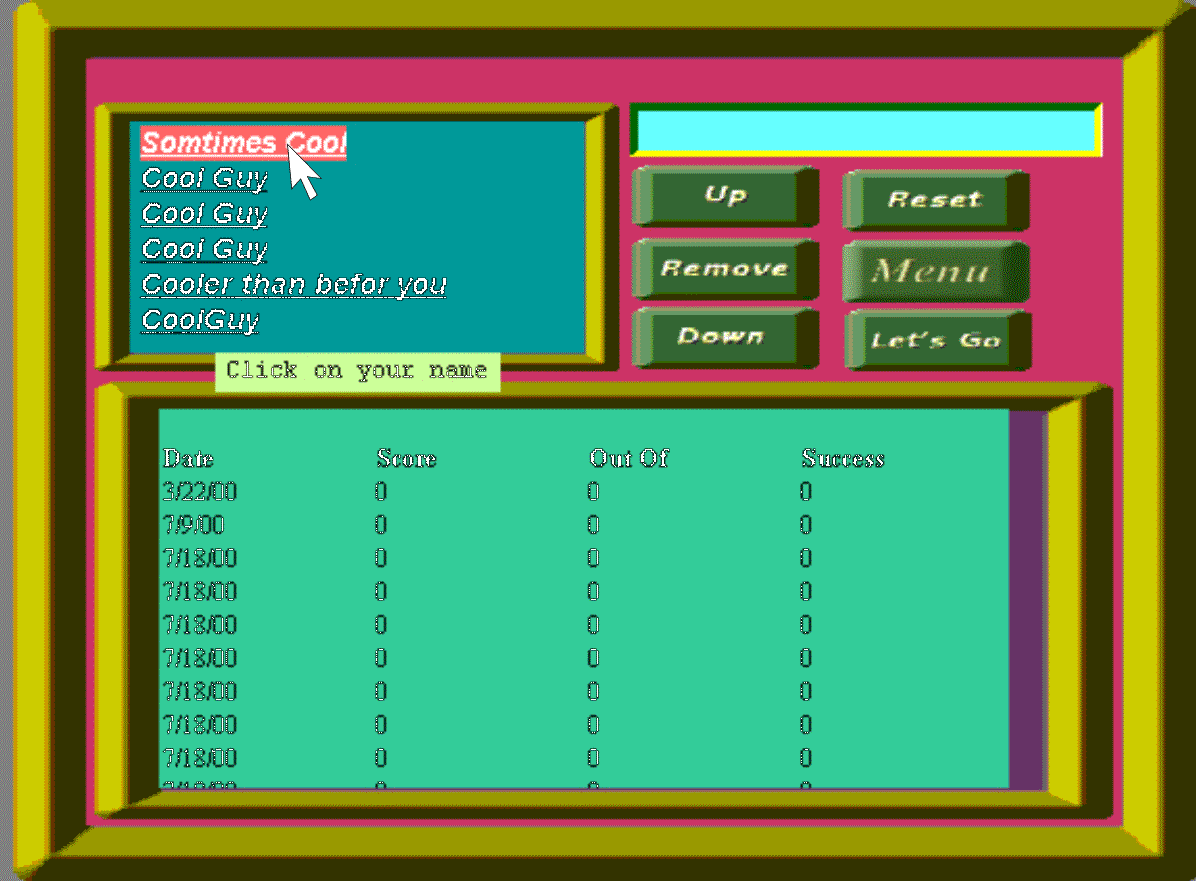 Somtimes Cool
Cool Guy
Cool Guy
Cool Guy
Cooler than befor you
CoolGuy
Click on your name
Up
Reset
Remove
Menu
Down
Let's Go
Date Score Out Of Success
3/22/00 0 0 0
7/9/00 0 0 0
7/18/00 0 0 0
7/18/00 0 0 0
7/18/00 0 0 0
7/18/00 0 0 0
7/18/00 0 0 0
7/18/00 0 0 0
7/18/00 0 0 0